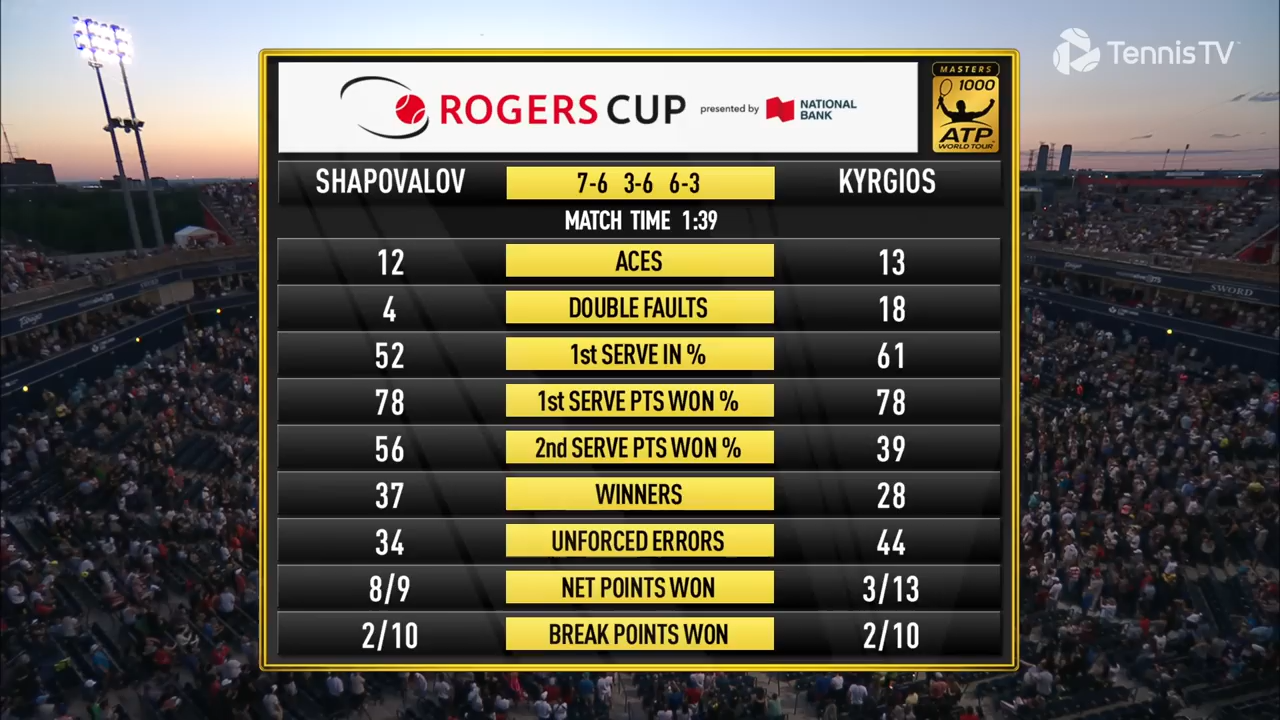 TennisTV
ROGERS CUP presented by NATIONAL BANK
MASTERS 1000
ATP
WORLD TOUR
SHAPOVALOV 7-6 3-6 6-3 KYRGIOS
MATCH TIME 1:39
12 ACES 13
4 DOUBLE FAULTS 18
52 1st SERVE IN % 61
78 1st SERVE PTS WON % 78
56 2nd SERVE PTS WON % 39
37 WINNERS 28
34 UNFORCED ERRORS 44
8/9 NET POINTS WON 3/13
2/10 BREAK POINTS WON 2/10
SWORD